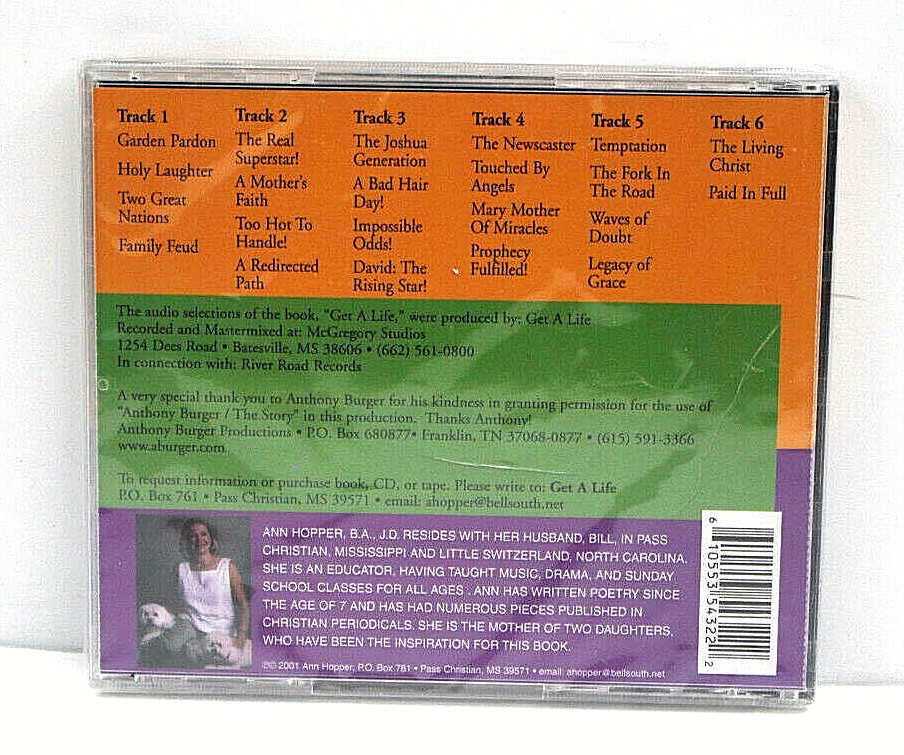 Track 1
Garden Pardon
Holy Laughter
Two Great
Nations
Family Feud
Track 2
The Real
Superstar!
A Mother's
Faith
Too Hot To
Handle!
A Redirected
Path
Track 3
The Joshua
Generation
A Bad Hair
Day!
Impossible
Odds!
David: The
Rising Star!
Track 4
The Newscaster
Touched By
Angels
Mary Mother
Of Miracles
Prophecy
Fulfilled!
Track 5
Temptation
The Fork In
The Road
Waves of
Doubt
Legacy of
Grace
Track 6
The Living
Christ
Paid In Full
The audio selections of the book, "Get A Life," were produced by: Get A Life
Recorded and Mastermixed at: McGregory Studios
1254 Dees Road • Batesville, MS 38606 • (662) 561-0800
In connection with: River Road Records
A very special thank you to Anthony Burger for his kindness in granting permission for the use of
"Anthony Burger / The Story" in this production. Thanks Anthony!
Anthony Burger Productions • P.O. Box 680877• Franklin, TN 37068-0877 • (615) 591-3366
www.aburger.com
To request information or purchase book, CD, or tape. Please write to: Get A Life
P.O. Box 761 • Pass Christian, MS 39571 • email: ahopper@bellsouth.net
ANN HOPPER, B.A., J.D. RESIDES WITH HER HUSBAND, BILL, IN PASS
CHRISTIAN, MISSISSIPPI AND LITTLE SWITZERLAND, NORTH CAROLINA.
SHE IS AN EDUCATOR, HAVING TAUGHT MUSIC, DRAMA, AND SUNDAY
SCHOOL CLASSES FOR ALL AGES . ANN HAS WRITTEN POETRY SINCE
THE AGE OF 7 AND HAS HAD NUMEROUS PIECES PUBLISHED IN
CHRISTIAN PERIODICALS. SHE IS THE MOTHER OF TWO DAUGHTERS,
WHO HAVE BEEN THE INSPIRATION FOR THIS BOOK.
℗© 2001 Ann Hopper, P.O. Box 761 • Pass Christian, MS 39571 • email: ahopper@bellsouth.net
6 10553 54322 2